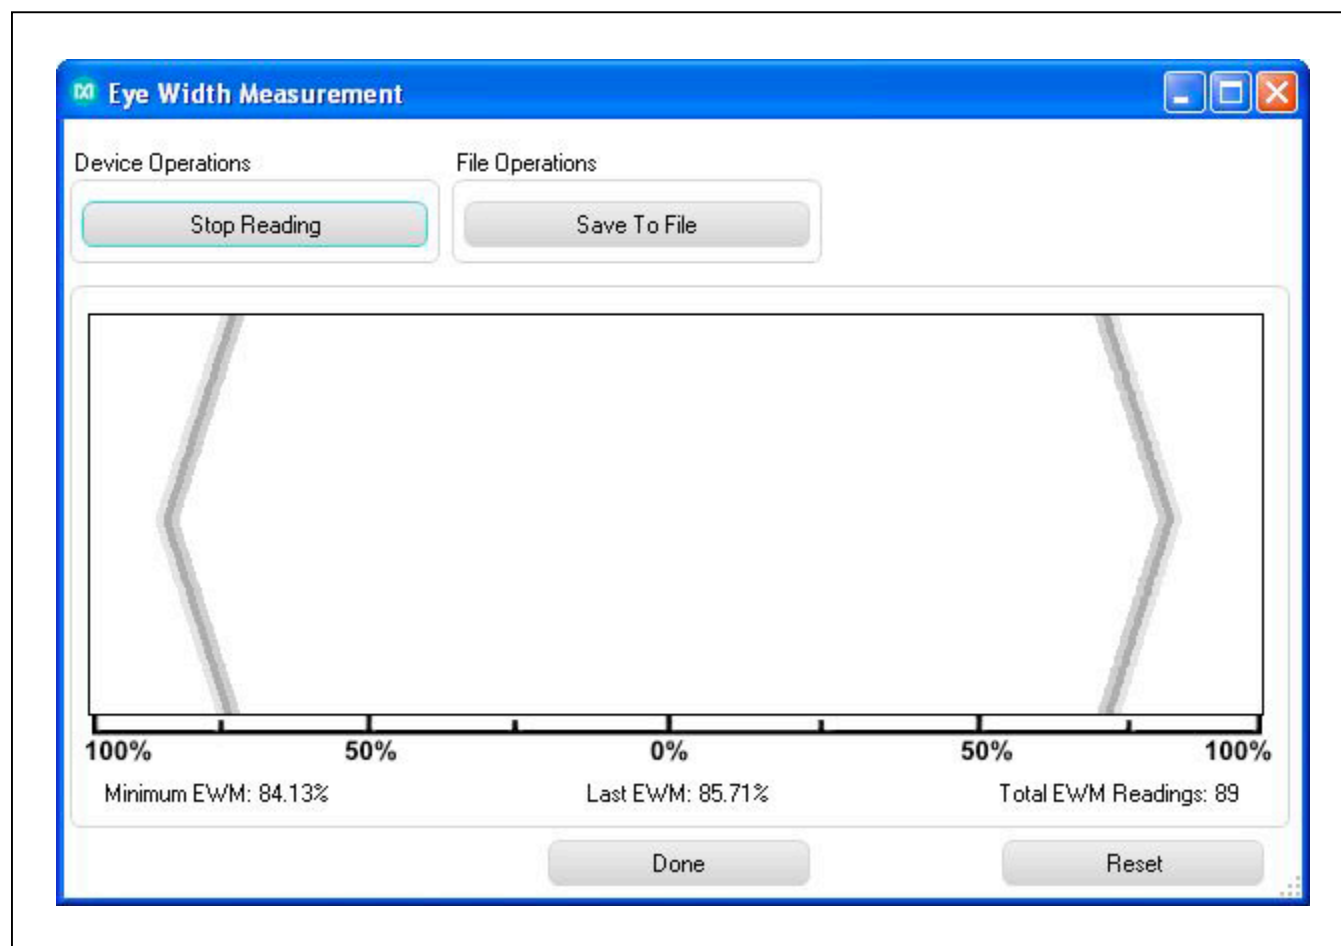 Eye Width Measurement
Device Operations
File Operations
Stop Reading
Save To File
100%
50%
0%
50%
100%
Minimum EWM: 84.13%
Last EWM: 85.71%
Total EWM Readings: 89
Done
Reset